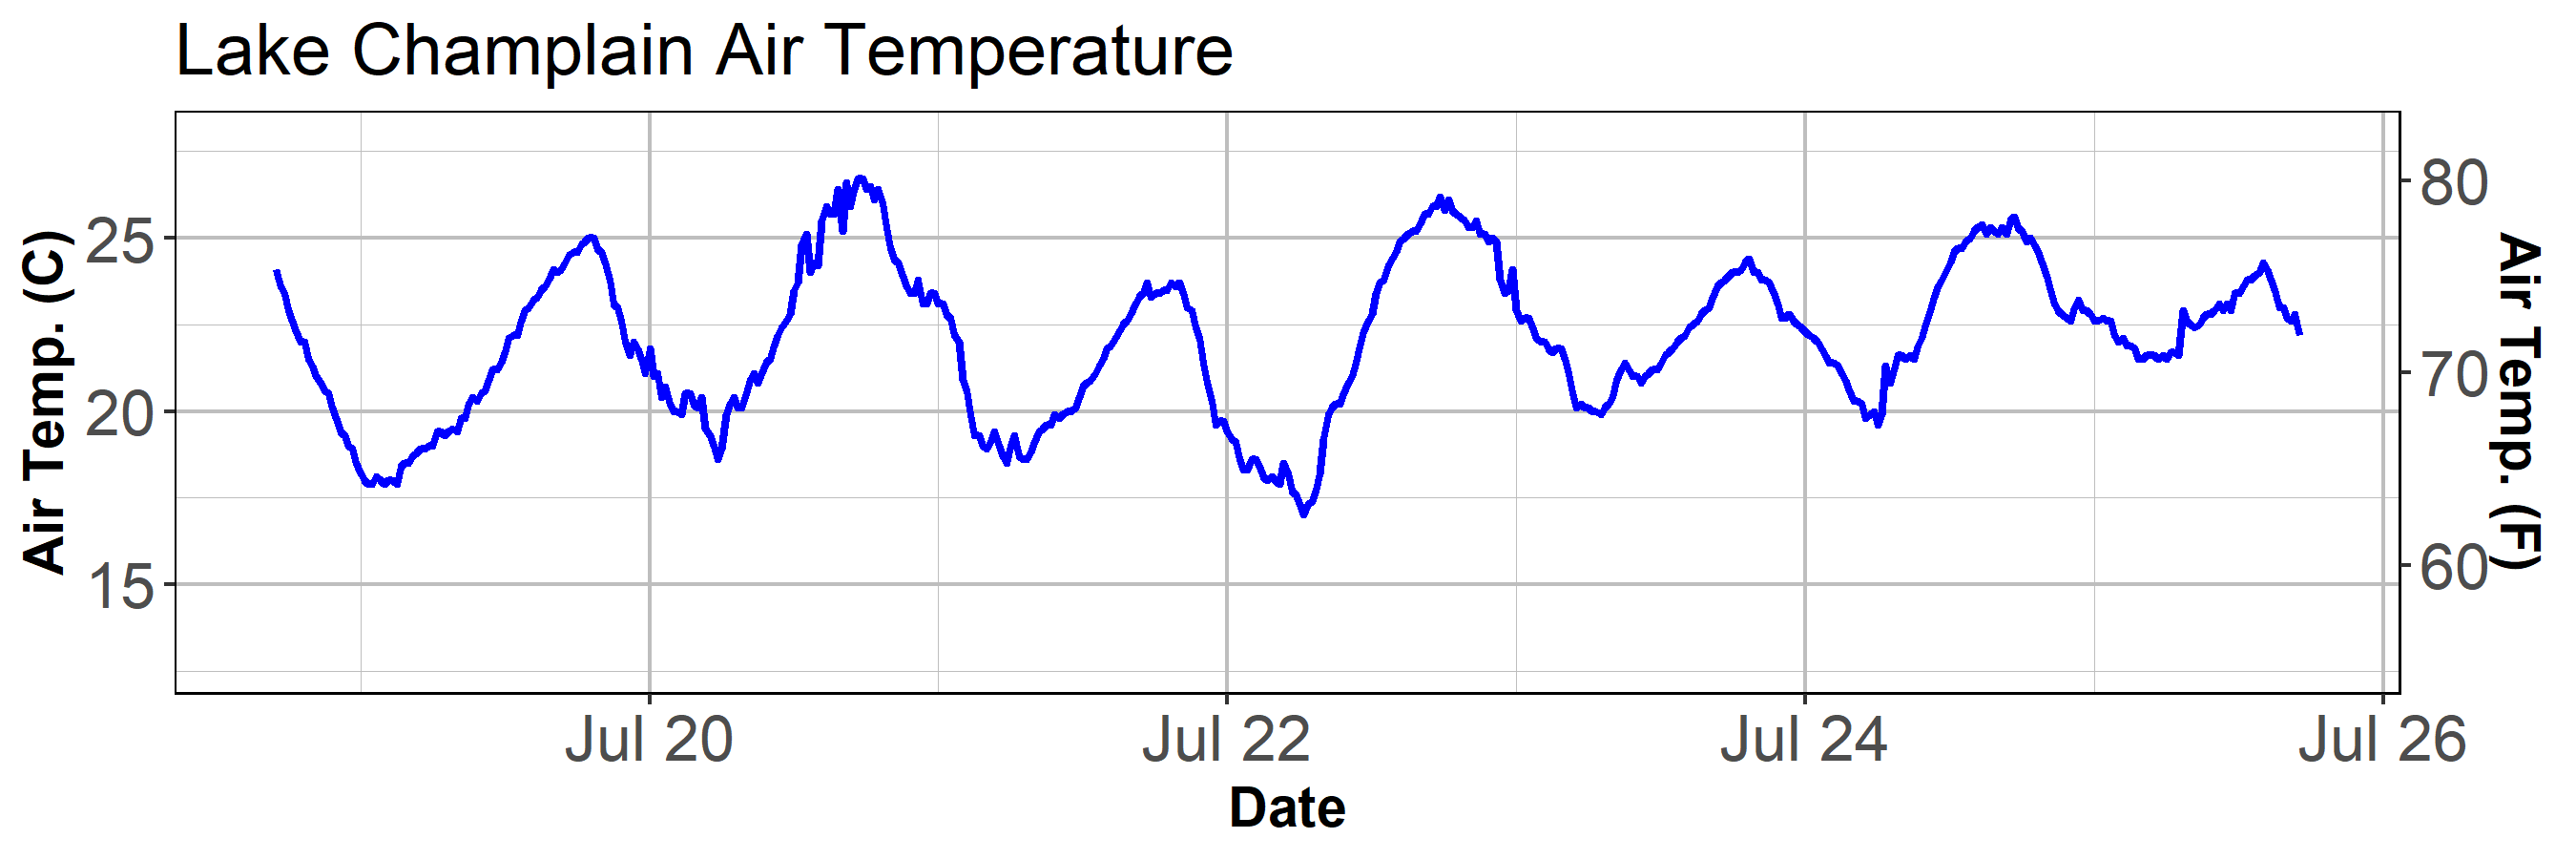 Lake Champlain Air Temperature
Air Temp. (C)
25
20
15
80
70
60
Air Temp. (F)
Jul 20
Jul 22
Jul 24
Jul 26
Date